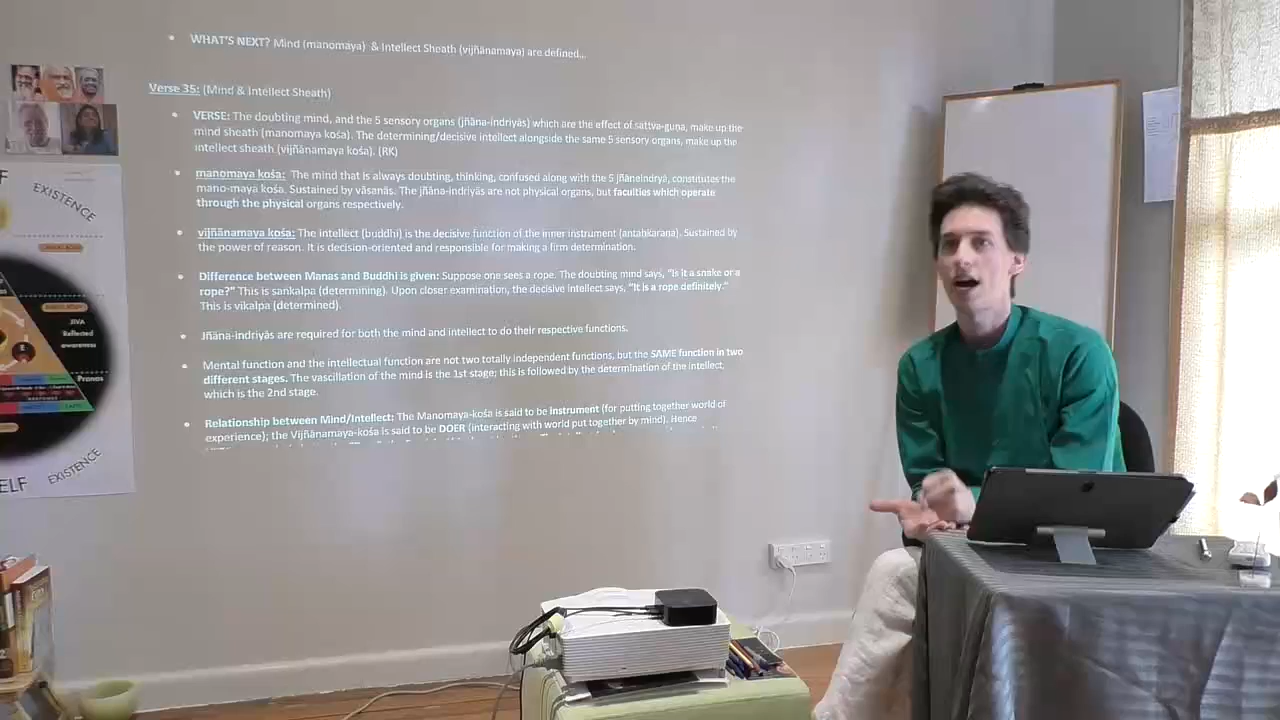 WHAT'S NEXT? Mind (manomaya) & Intellect Sheath (vijñānamaya) are defined...
Verse 35: (Mind & Intellect Sheath)
VERSE: The doubting mind, and the 5 sensory organs (jñāna-indriyās) which are the effect of sattva-guṇa, make up the
mind sheath (manomaya kośa). The determining/decisive intellect alongside the same 5 sensory organs, make up the
intellect sheath (vijñānamaya kośa). (RK)
manomaya kośa: The mind that is always doubting, thinking, confused along with the 5 jñāneindryā, constitutes the
mano-maya kośa. Sustained by vāsanās. The jñāna-indriyās are not physical organs, but faculties which operate
through the physical organs respectively.
vijñānamaya kośa: The intellect (buddhi) is the decisive function of the inner instrument (antaḥkaraṇa). Sustained by
the power of reason. It is decision-oriented and responsible for making a firm determination.
Difference between Manas and Buddhi is given: Suppose one sees a rope. The doubting mind says, "Is it a snake or a
rope?" This is saṅkalpa (determining). Upon closer examination, the decisive intellect says, "It is a rope definitely."
This is vikalpa (determined).
Jñāna-indriyās are required for both the mind and intellect to do their respective functions.
Mental function and the intellectual function are not two totally independent functions, but the SAME function in two
different stages. The vascillation of the mind is the 1st stage; this is followed by the determination of the intellect,
which is the 2nd stage.
Relationship between Mind/Intellect: The Manomaya-kośa is said to be instrument (for putting together world of
experience); the Vijñānamaya-kośa is said to be DOER (interacting with world put together by mind). Hence
F
EXISTENCE
JIVA
Reflected
awareness
Pranas
E
ELF
EXISTENCE